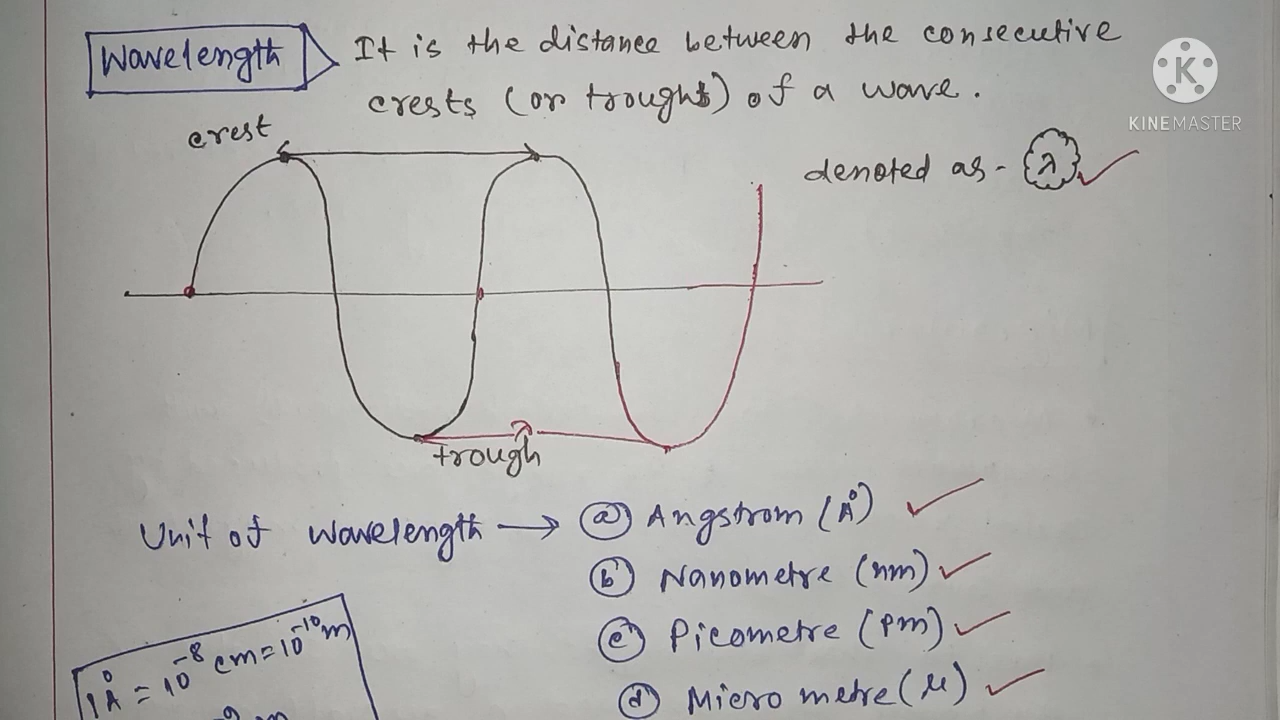 Wavelength It is the distance between the consecutive
crests (or troughs) of a wave.
K
KINEMASTER
crest
denoted as - λ
λ
trough
Unit of wavelength → (a) Angstrom (Å)
(b) Nanometre (nm)
(c) Picometre (pm)
(d) Micro metre (μ)
1 Å = 10⁻⁸ cm = 10⁻¹⁰ m